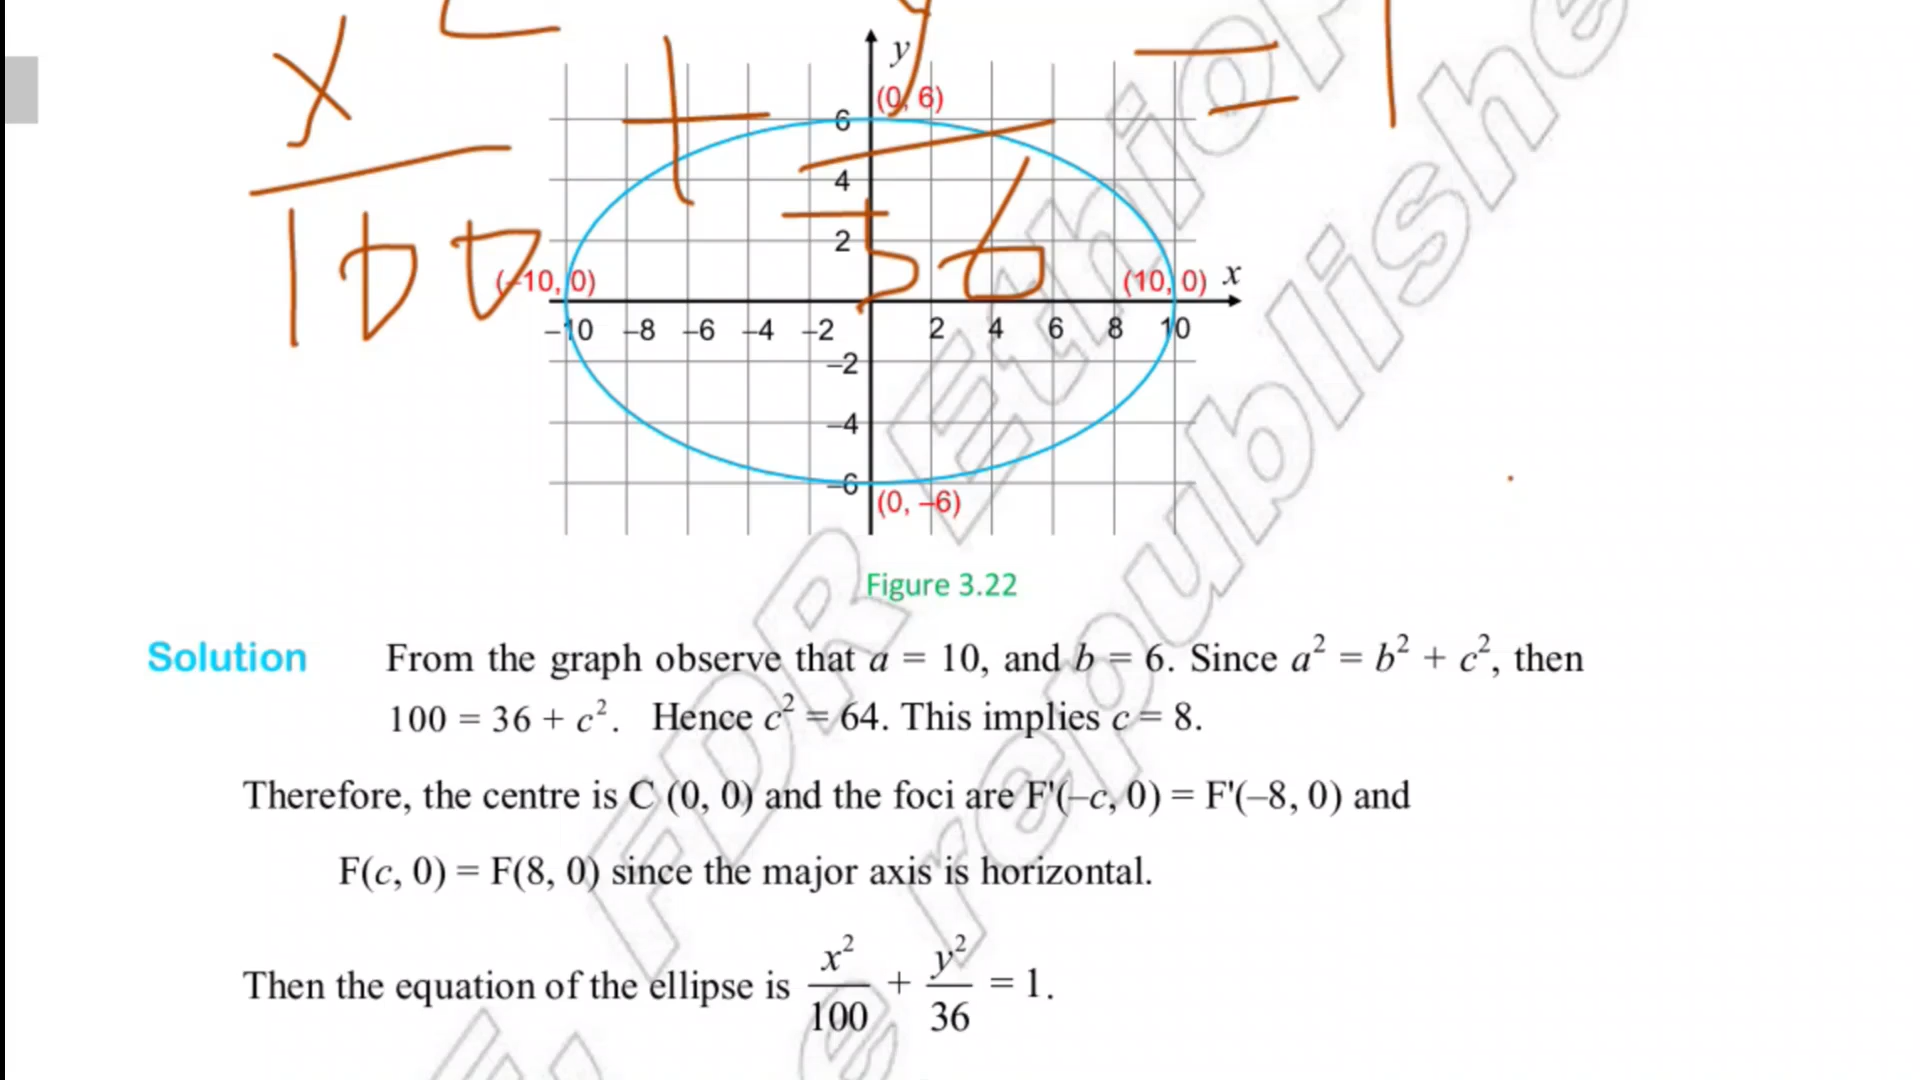 x² + y = 1
100 36
y
(0, 6)
6
4
2
(–10, 0) (10, 0) x
–10 –8 –6 –4 –2 2 4 6 8 10
–2
–4
–6
(0, –6)
Figure 3.22
Solution From the graph observe that a = 10, and b = 6. Since a² = b² + c², then
100 = 36 + c². Hence c² = 64. This implies c = 8.
Therefore, the centre is C (0, 0) and the foci are F'(–c, 0) = F'(–8, 0) and
F(c, 0) = F(8, 0) since the major axis is horizontal.
Then the equation of the ellipse is x²/100 + y²/36 = 1.
FDR Ethiop
e republishe